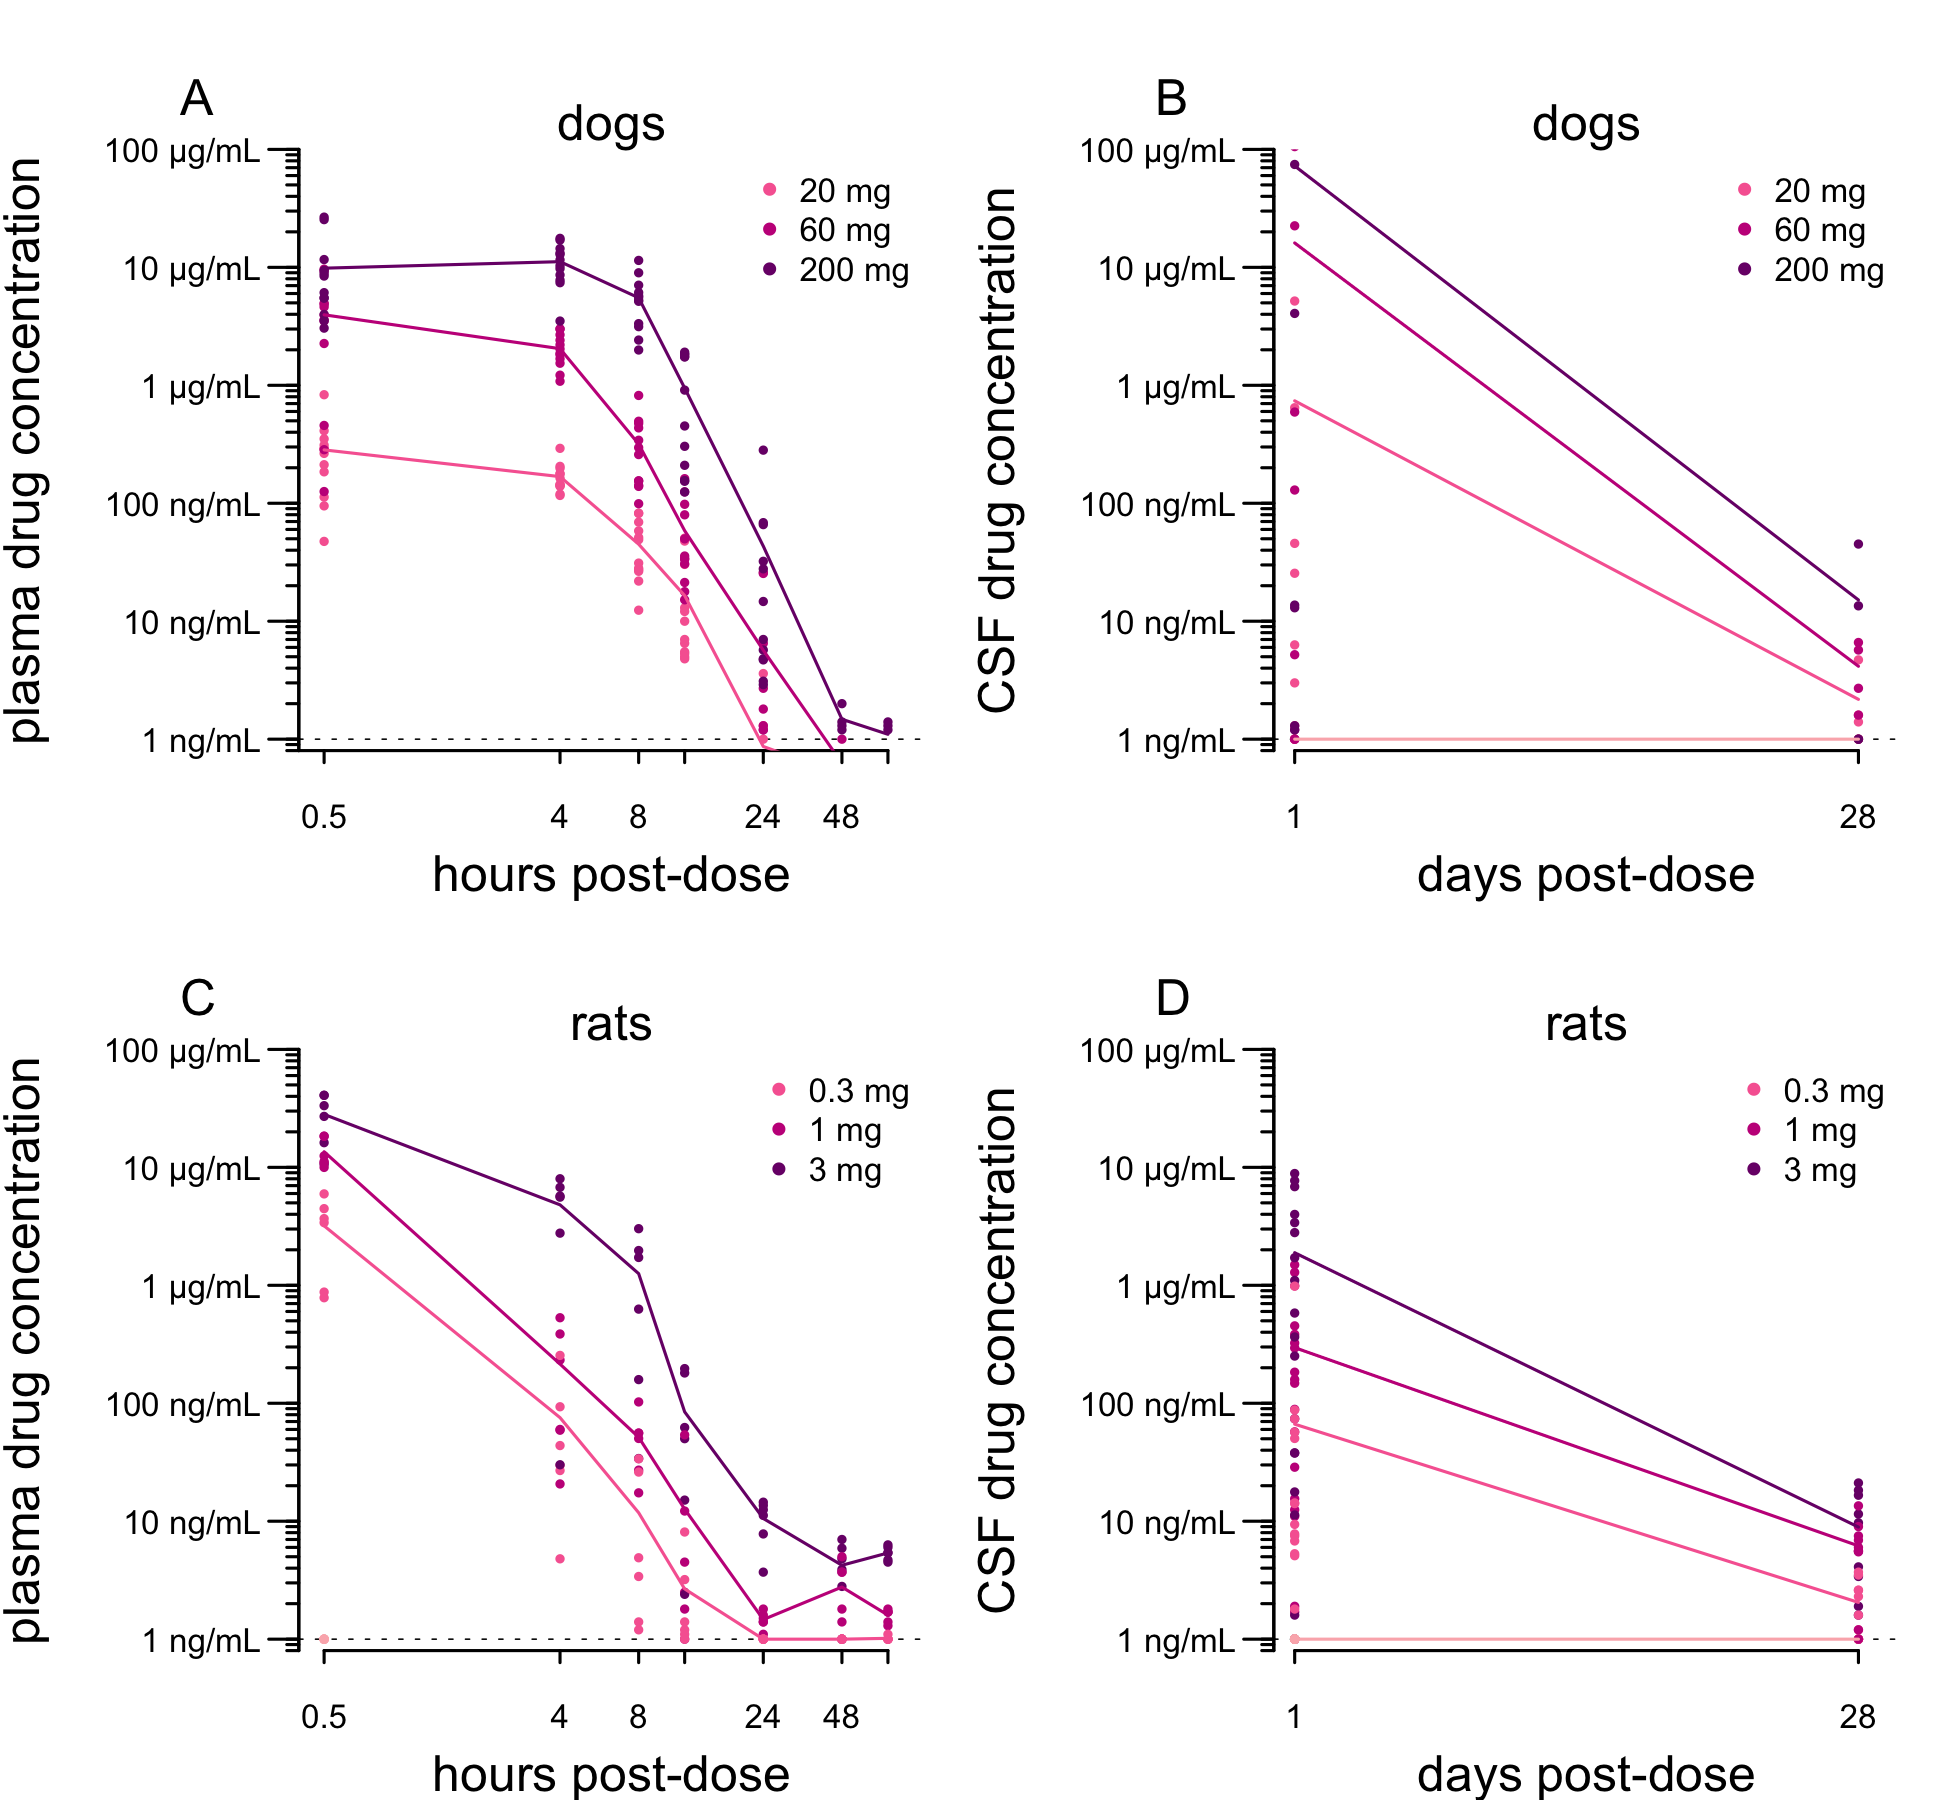 A
dogs
plasma drug concentration
100 µg/mL
10 µg/mL
1 µg/mL
100 ng/mL
10 ng/mL
1 ng/mL
20 mg
60 mg
200 mg
0.5 4 8 24 48
hours post-dose
B
dogs
CSF drug concentration
100 µg/mL
10 µg/mL
1 µg/mL
100 ng/mL
10 ng/mL
1 ng/mL
20 mg
60 mg
200 mg
1 28
days post-dose
C
rats
plasma drug concentration
100 µg/mL
10 µg/mL
1 µg/mL
100 ng/mL
10 ng/mL
1 ng/mL
0.3 mg
1 mg
3 mg
0.5 4 8 24 48
hours post-dose
D
rats
CSF drug concentration
100 µg/mL
10 µg/mL
1 µg/mL
100 ng/mL
10 ng/mL
1 ng/mL
0.3 mg
1 mg
3 mg
1 28
days post-dose